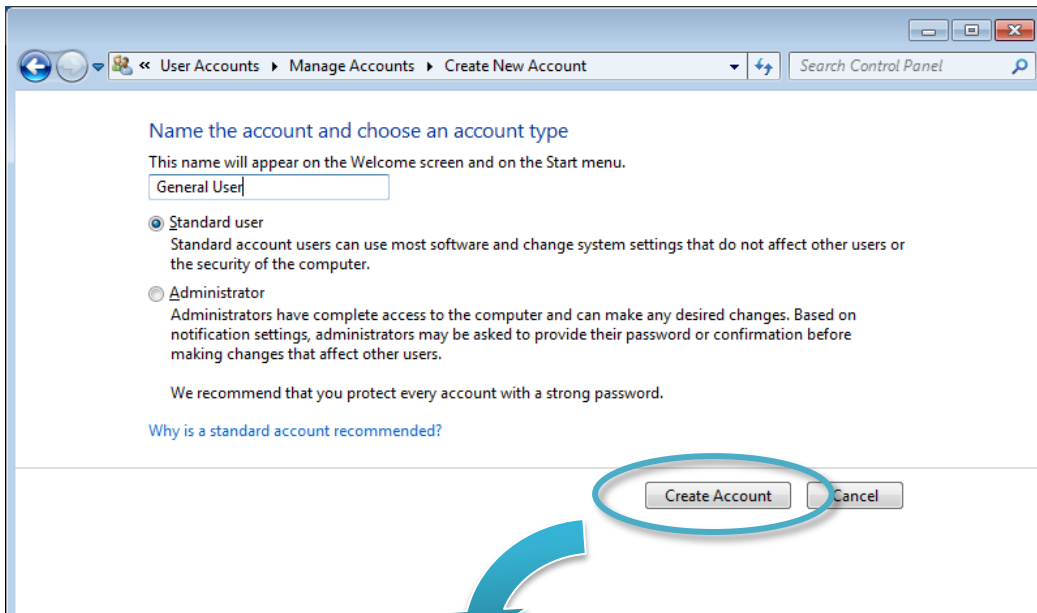 « User Accounts ▸ Manage Accounts ▸ Create New Account
Search Control Panel
Name the account and choose an account type
This name will appear on the Welcome screen and on the Start menu.
General User
Standard user
Standard account users can use most software and change system settings that do not affect other users or
the security of the computer.
Administrator
Administrators have complete access to the computer and can make any desired changes. Based on
notification settings, administrators may be asked to provide their password or confirmation before
making changes that affect other users.
We recommend that you protect every account with a strong password.
Why is a standard account recommended?
Create Account
Cancel